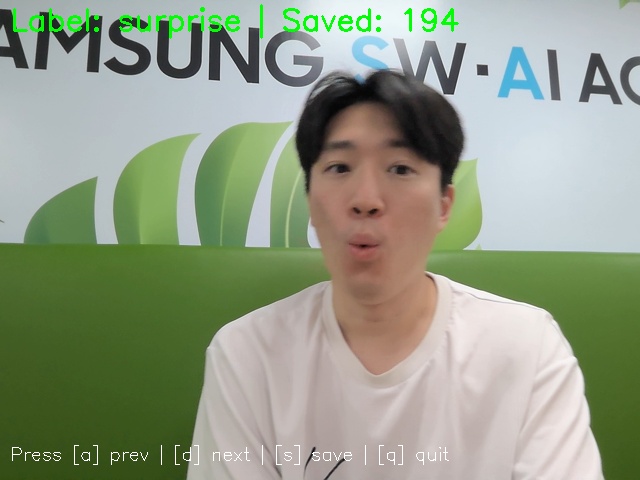 Label: surprise | Saved: 194
AMSUNG SW·AI AC
Press [a] prev | [d] next | [s] save | [q] quit